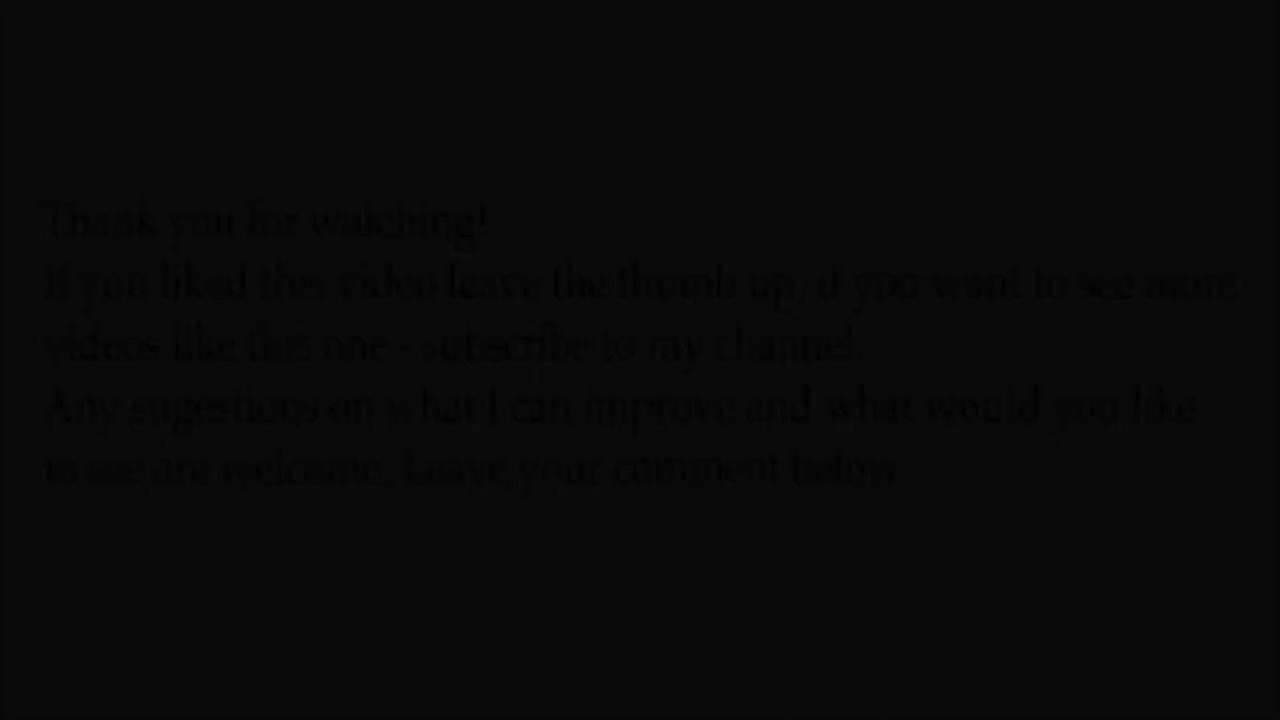 Thank you for watching!
If you liked this video leave the thumb up, if you want to see more
videos like this one - subscribe to my channel.
Any sugestions on what I can improve and what would you like
to see are welcome. Leave your comment below